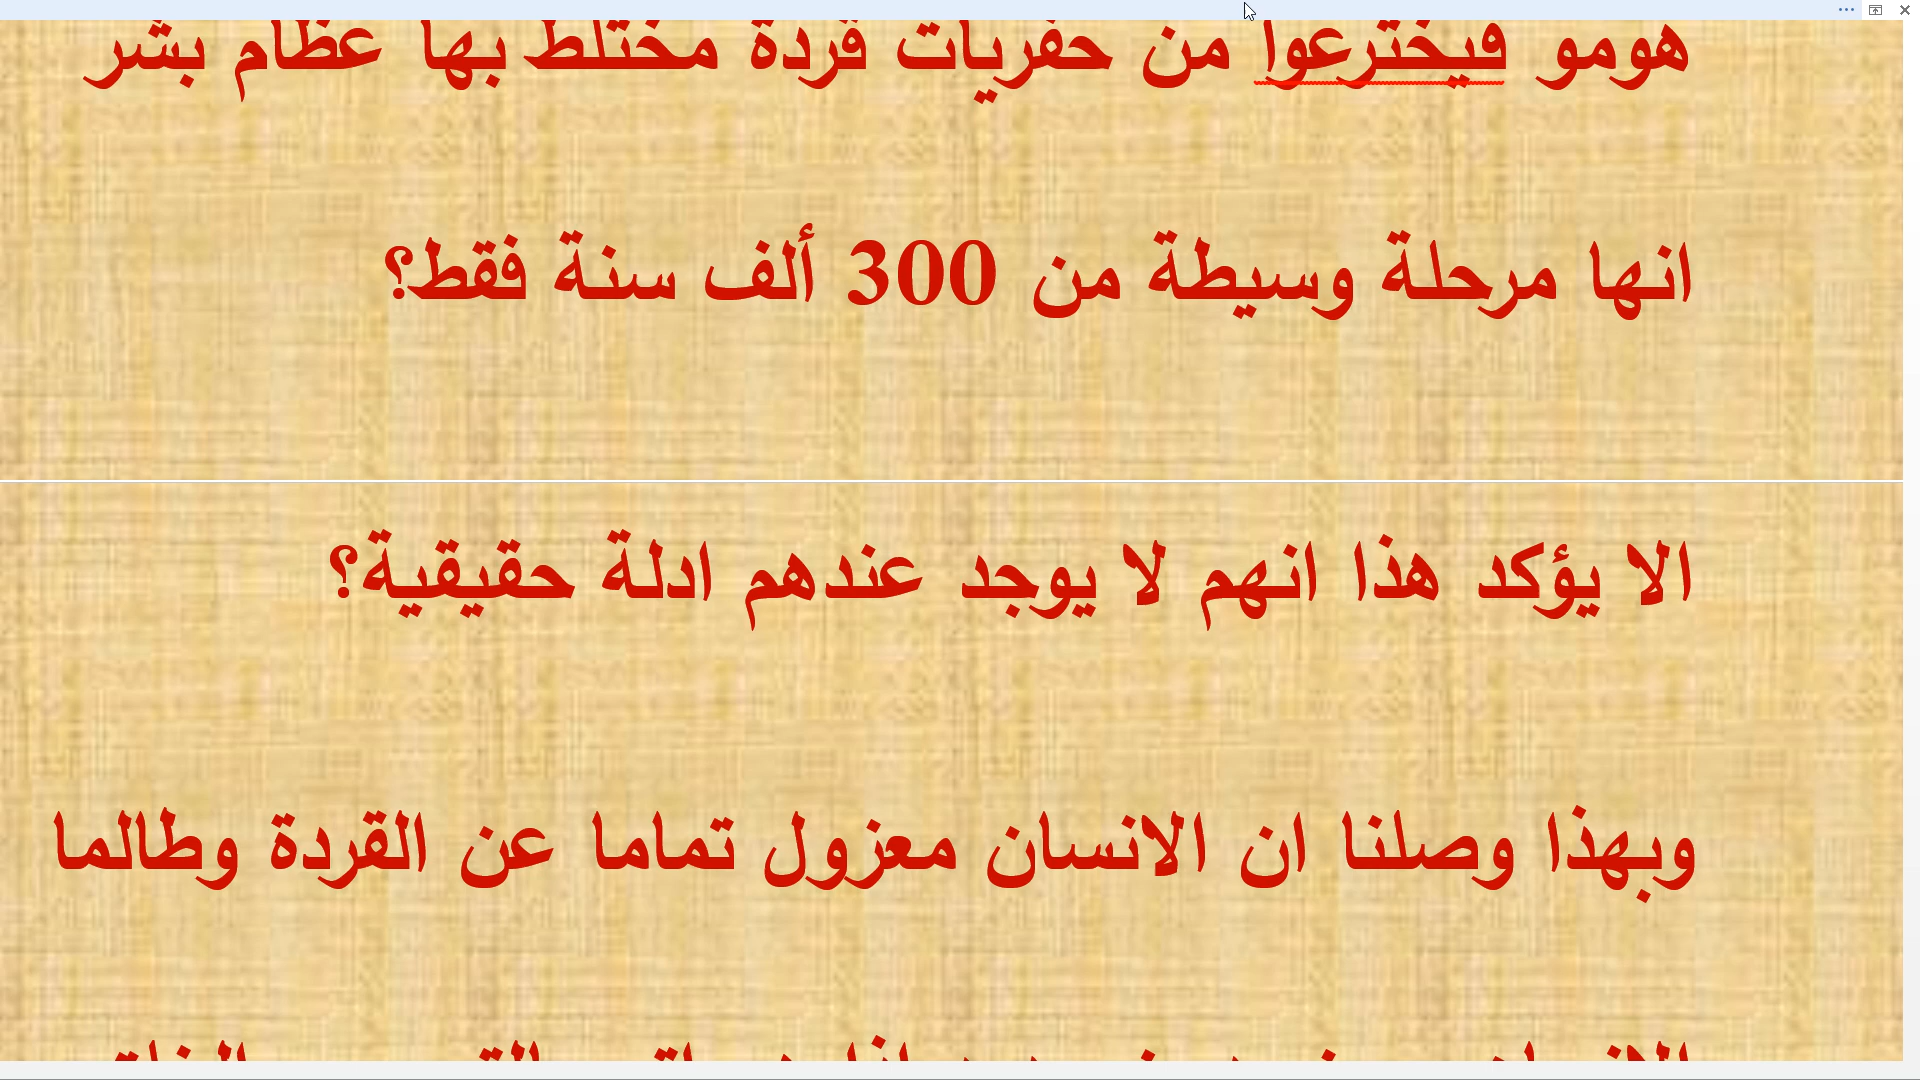 هومو فيخترعوا من حفريات قردة مختلط بها عظام بشر
انها مرحلة وسيطة من 300 ألف سنة فقط؟
الا يؤكد هذا انهم لا يوجد عندهم ادلة حقيقية؟
وبهذا وصلنا ان الانسان معزول تماما عن القردة وطالما